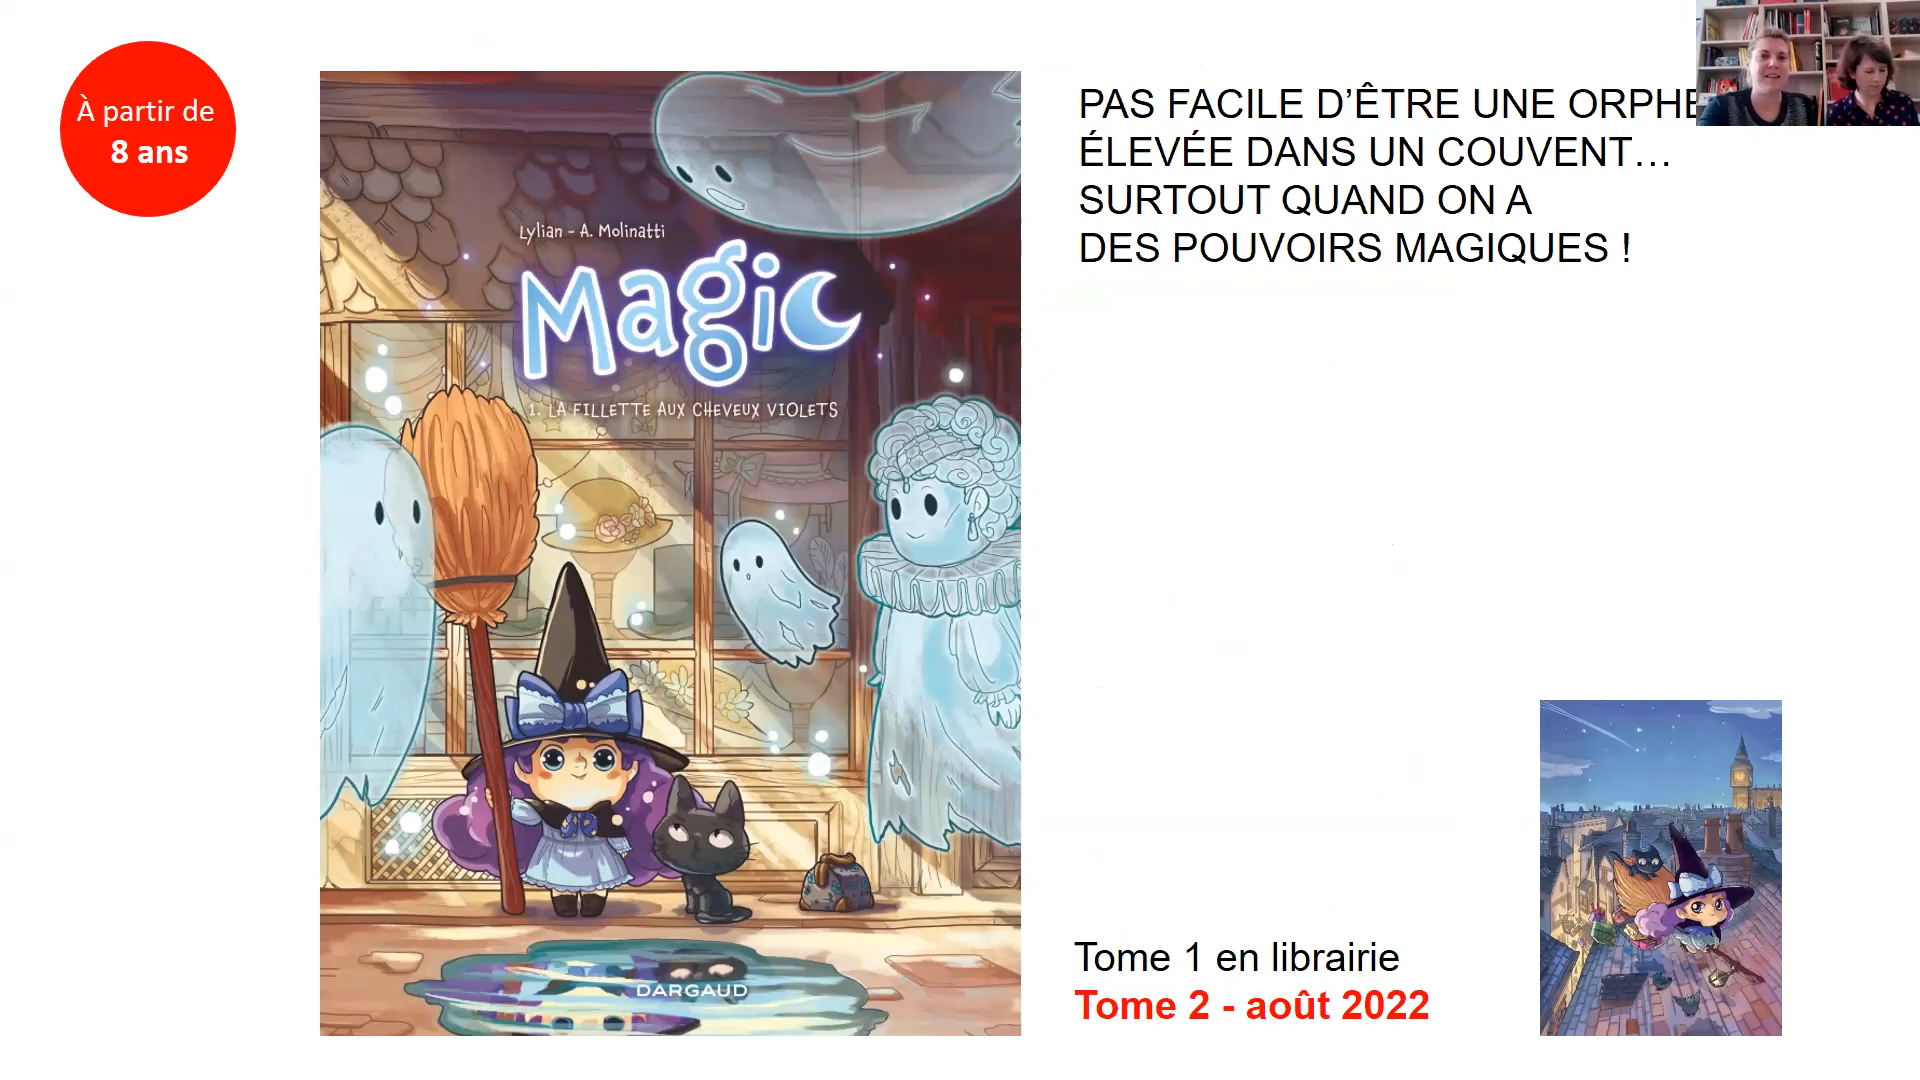 À partir de
8 ans
Lylian - A. Molinatti
Magic
1. LA FILLETTE AUX CHEVEUX VIOLETS
DARGAUD
PAS FACILE D’ÊTRE UNE
ÉLEVÉE DANS UN COUVENT…
SURTOUT QUAND ON A
DES POUVOIRS MAGIQUES !
Tome 1 en librairie
Tome 2 - août 2022